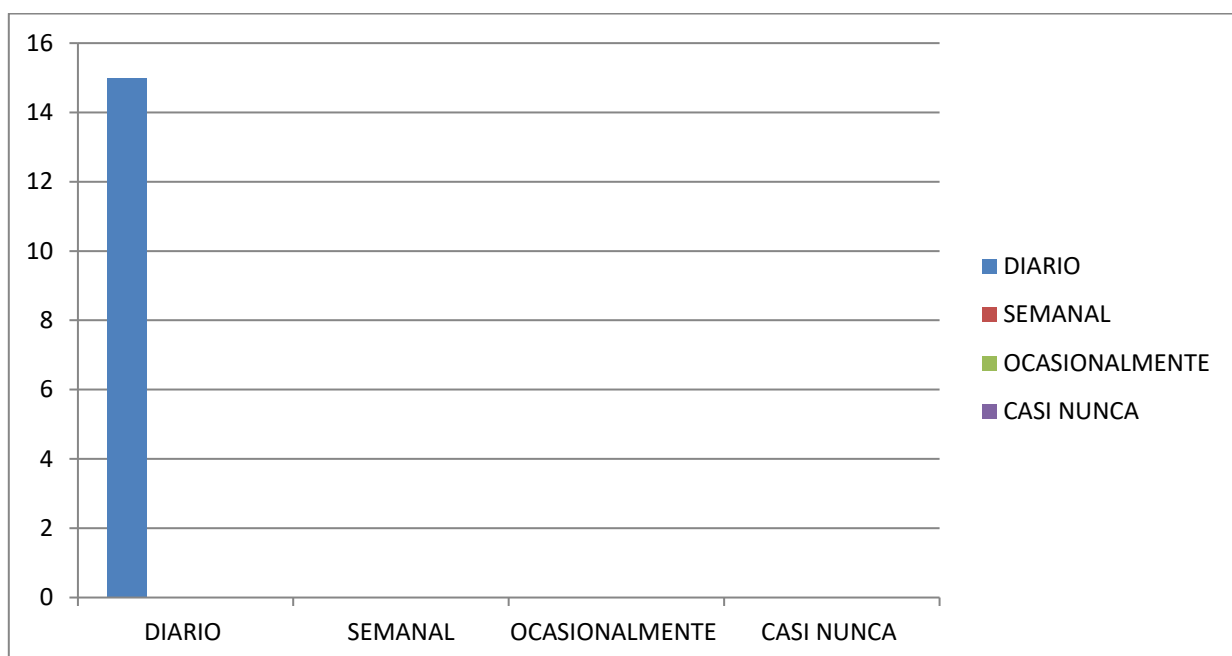 16
14
12
10
8
6
4
2
0
DIARIO
SEMANAL
OCASIONALMENTE
CASI NUNCA
DIARIO
SEMANAL
OCASIONALMENTE
CASI NUNCA